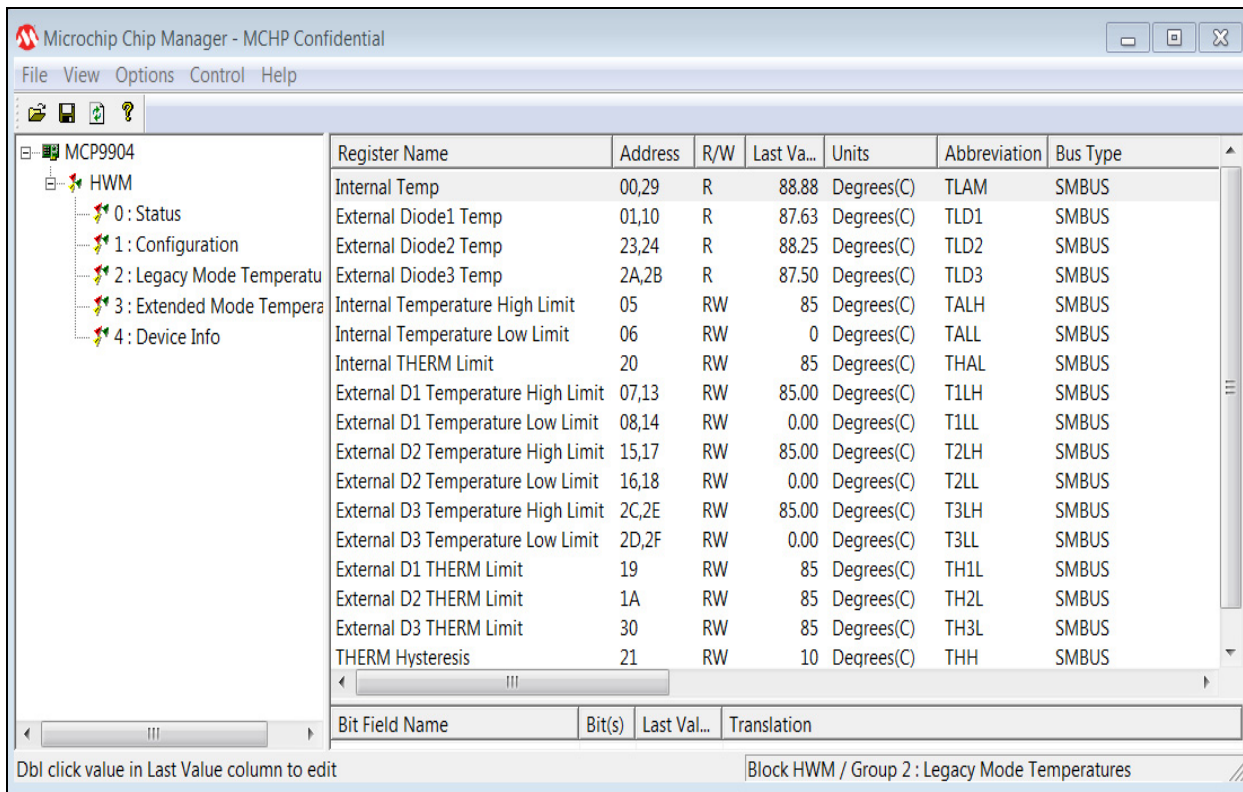 Microchip Chip Manager - MCHP Confidential
File View Options Control Help
MCP9904
HWM
0 : Status
1 : Configuration
2 : Legacy Mode Temperatu
3 : Extended Mode Tempera
4 : Device Info
Register Name Address R/W Last Va... Units Abbreviation Bus Type
Internal Temp 00,29 R 88.88 Degrees(C) TLAM SMBUS
External Diode1 Temp 01,10 R 87.63 Degrees(C) TLD1 SMBUS
External Diode2 Temp 23,24 R 88.25 Degrees(C) TLD2 SMBUS
External Diode3 Temp 2A,2B R 87.50 Degrees(C) TLD3 SMBUS
Internal Temperature High Limit 05 RW 85 Degrees(C) TALH SMBUS
Internal Temperature Low Limit 06 RW 0 Degrees(C) TALL SMBUS
Internal THERM Limit 20 RW 85 Degrees(C) THAL SMBUS
External D1 Temperature High Limit 07,13 RW 85.00 Degrees(C) T1LH SMBUS
External D1 Temperature Low Limit 08,14 RW 0.00 Degrees(C) T1LL SMBUS
External D2 Temperature High Limit 15,17 RW 85.00 Degrees(C) T2LH SMBUS
External D2 Temperature Low Limit 16,18 RW 0.00 Degrees(C) T2LL SMBUS
External D3 Temperature High Limit 2C,2E RW 85.00 Degrees(C) T3LH SMBUS
External D3 Temperature Low Limit 2D,2F RW 0.00 Degrees(C) T3LL SMBUS
External D1 THERM Limit 19 RW 85 Degrees(C) TH1L SMBUS
External D2 THERM Limit 1A RW 85 Degrees(C) TH2L SMBUS
External D3 THERM Limit 30 RW 85 Degrees(C) TH3L SMBUS
THERM Hysteresis 21 RW 10 Degrees(C) THH SMBUS
Bit Field Name Bit(s) Last Val... Translation
Dbl click value in Last Value column to edit
Block HWM / Group 2 : Legacy Mode Temperatures